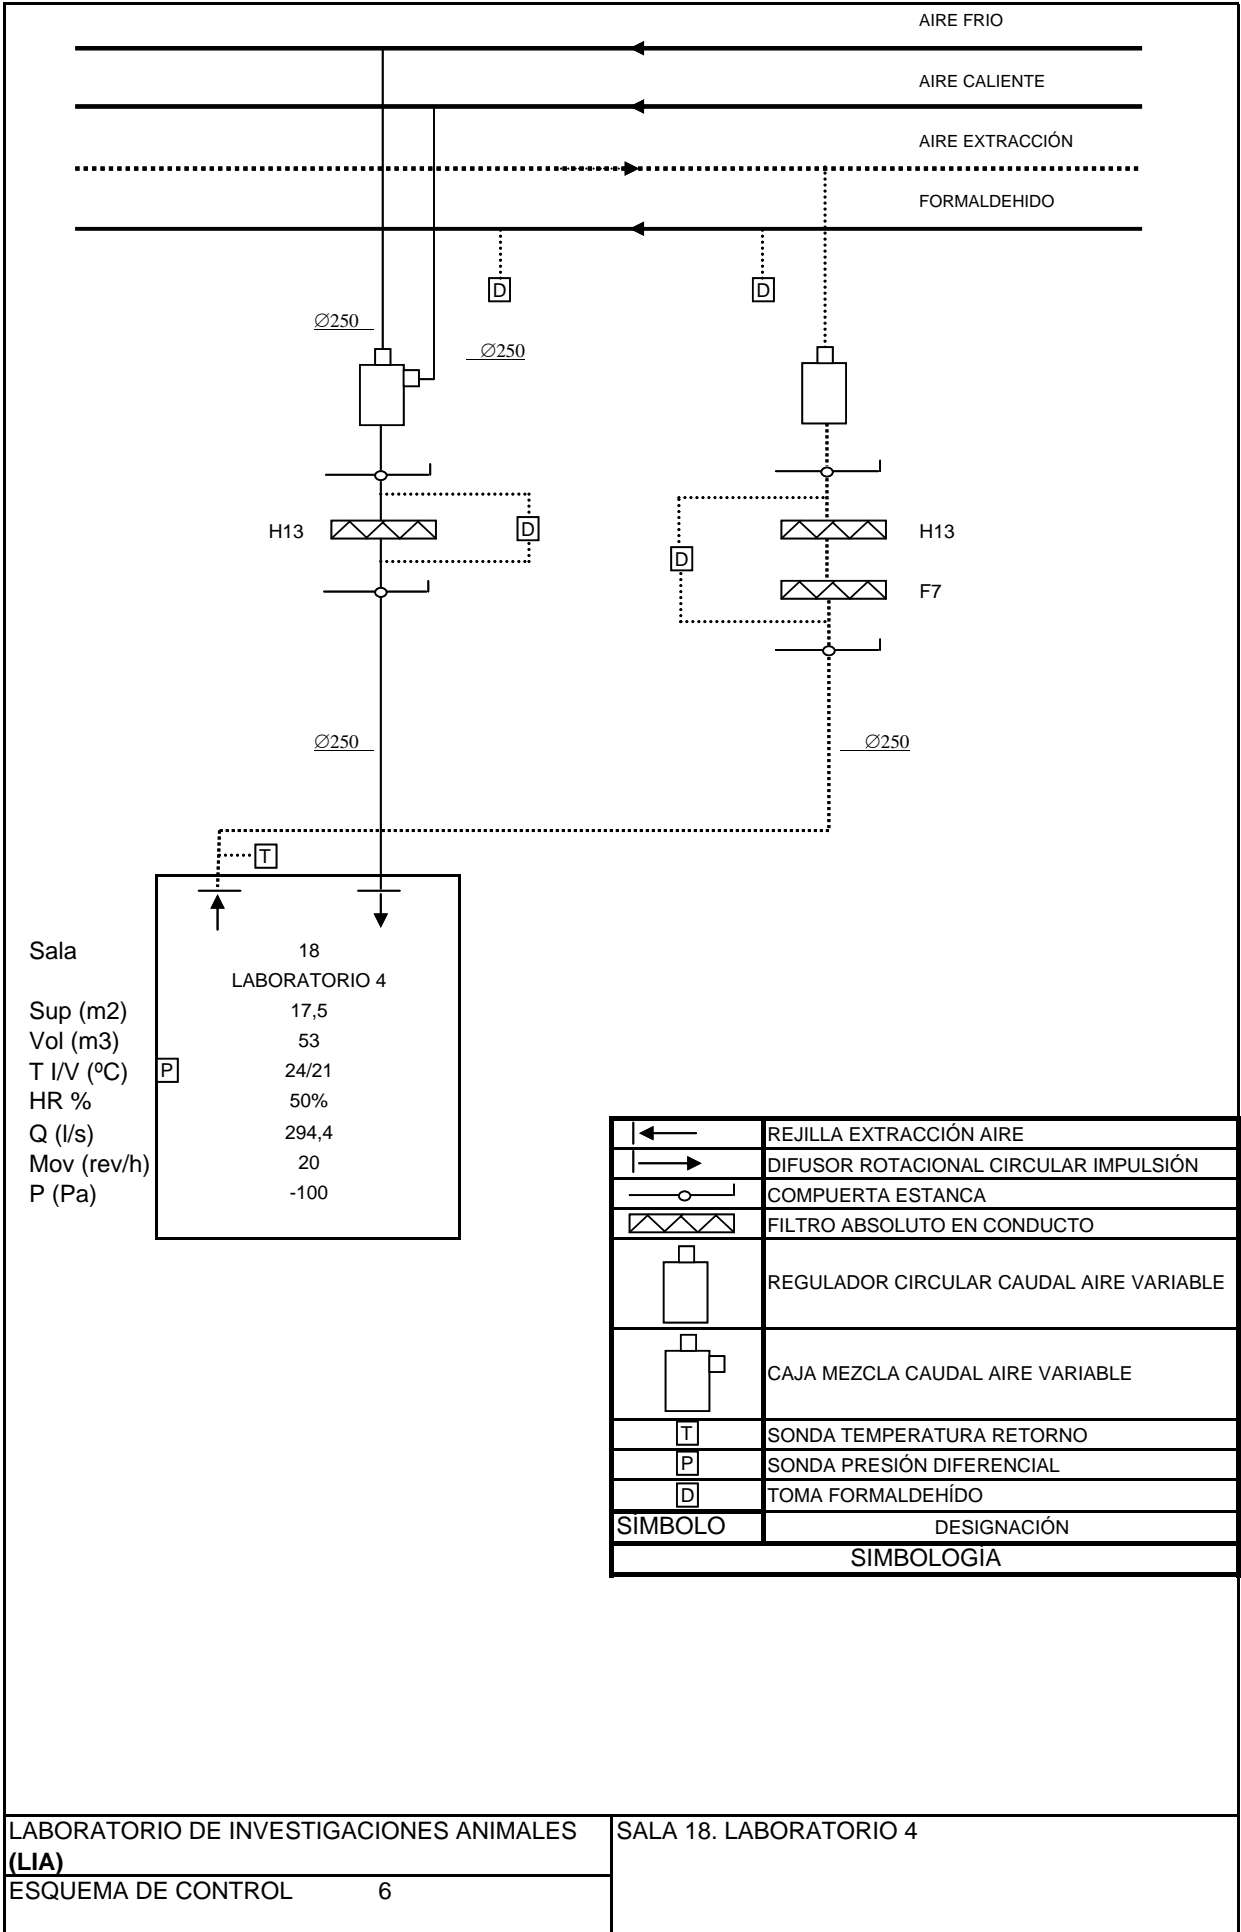 AIRE FRIO
AIRE CALIENTE
AIRE EXTRACCIÓN
FORMALDEHIDO
D
D
∅250
∅250
H13
D
D
H13
F7
∅250
∅250
T
Sala 18
LABORATORIO 4
Sup (m2) 17,5
Vol (m3) 53
T I/V (ºC) P 24/21
HR % 50%
Q (l/s) 294,4
Mov (rev/h) 20
P (Pa) -100
REJILLA EXTRACCIÓN AIRE
DIFUSOR ROTACIONAL CIRCULAR IMPULSIÓN
COMPUERTA ESTANCA
FILTRO ABSOLUTO EN CONDUCTO
REGULADOR CIRCULAR CAUDAL AIRE VARIABLE
CAJA MEZCLA CAUDAL AIRE VARIABLE
T SONDA TEMPERATURA RETORNO
P SONDA PRESIÓN DIFERENCIAL
D TOMA FORMALDEHÍDO
SÍMBOLO DESIGNACIÓN
SIMBOLOGÍA
LABORATORIO DE INVESTIGACIONES ANIMALES
(LIA)
SALA 18. LABORATORIO 4
ESQUEMA DE CONTROL 6